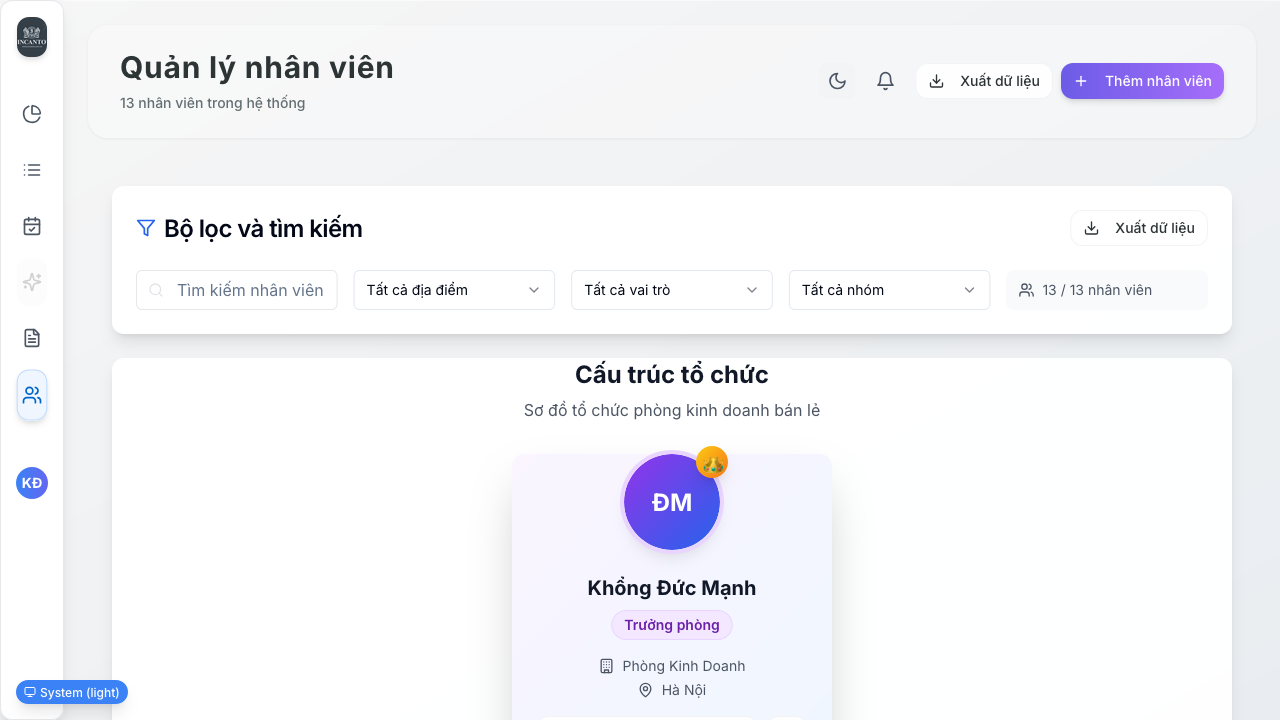 INCANTO
Quản lý nhân viên
13 nhân viên trong hệ thống
Xuất dữ liệu
Thêm nhân viên
Bộ lọc và tìm kiếm
Xuất dữ liệu
Tìm kiếm nhân viên
Tất cả địa điểm
Tất cả vai trò
Tất cả nhóm
13 / 13 nhân viên
Cấu trúc tổ chức
Sơ đồ tổ chức phòng kinh doanh bán lẻ
ĐM
Khổng Đức Mạnh
Trưởng phòng
Phòng Kinh Doanh
Hà Nội
KĐ
System (light)